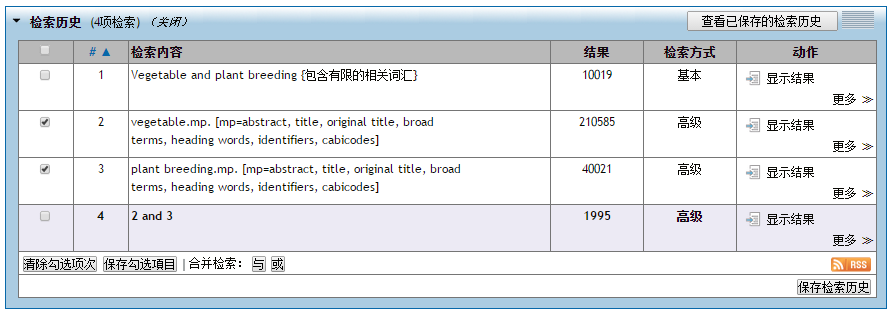 检索历史 (4项检索) (关闭) 查看已保存的检索历史
# ▲ 检索内容 结果 检索方式 动作
1 Vegetable and plant breeding {包含有限的相关词汇} 10019 基本 显示结果
更多 ≫
2 vegetable.mp. [mp=abstract, title, original title, broad 210585 高级 显示结果
terms, heading words, identifiers, cabicodes]
更多 ≫
3 plant breeding.mp. [mp=abstract, title, original title, broad 40021 高级 显示结果
terms, heading words, identifiers, cabicodes]
更多 ≫
4 2 and 3 1995 高级 显示结果
更多 ≫
清除勾选项次 保存勾选項目 | 合并检索: 与 或 RSS
保存检索历史